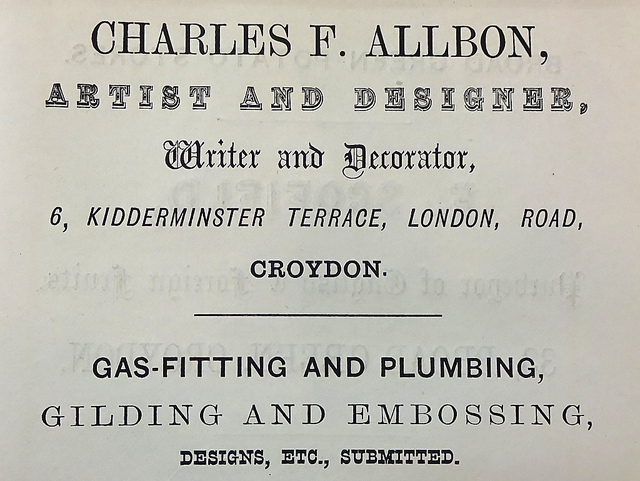 CHARLES F. ALLBON,
ARTIST AND DESIGNER,
Writer and Decorator,
6, KIDDERMINSTER TERRACE, LONDON, ROAD,
CROYDON.
GAS-FITTING AND PLUMBING,
GILDING AND EMBOSSING,
DESIGNS, ETC., SUBMITTED.